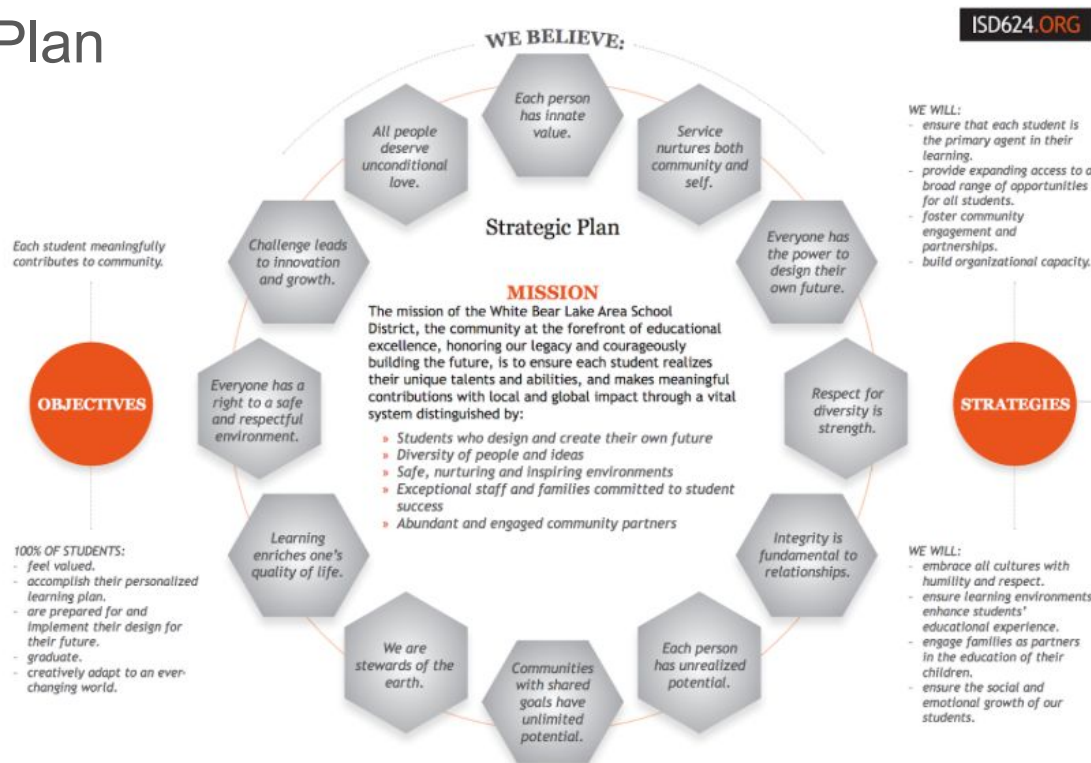 Plan
ISD624.ORG
WE BELIEVE:
Each person
has innate
value.
Service
nurtures both
community and
self.
Everyone has
the power to
design their
own future.
Respect for
diversity is
strength.
Integrity is
fundamental to
relationships.
Each person
has unrealized
potential.
Communities
with shared
goals have
unlimited
potential.
We are
stewards of the
earth.
Learning
enriches one's
quality of life.
Everyone has a
right to a safe
and respectful
environment.
Challenge leads
to innovation
and growth.
All people
deserve
unconditional
love.
Strategic Plan
MISSION
The mission of the White Bear Lake Area School
District, the community at the forefront of educational
excellence, honoring our legacy and courageously
building the future, is to ensure each student realizes
their unique talents and abilities, and makes meaningful
contributions with local and global impact through a vital
system distinguished by:
» Students who design and create their own future
» Diversity of people and ideas
» Safe, nurturing and inspiring environments
» Exceptional staff and families committed to student
success
» Abundant and engaged community partners
Each student meaningfully
contributes to community.
OBJECTIVES
100% OF STUDENTS:
- feel valued.
- accomplish their personalized
learning plan.
- are prepared for and
implement their design for
their future.
- graduate.
- creatively adapt to an ever-
changing world.
WE WILL:
- ensure that each student is
the primary agent in their
learning.
- provide expanding access to a
broad range of opportunities
for all students.
- foster community
engagement and
partnerships.
- build organizational capacity.
STRATEGIES
WE WILL:
- embrace all cultures with
humility and respect.
- ensure learning environments
enhance students'
educational experience.
- engage families as partners
in the education of their
children.
- ensure the social and
emotional growth of our
students.